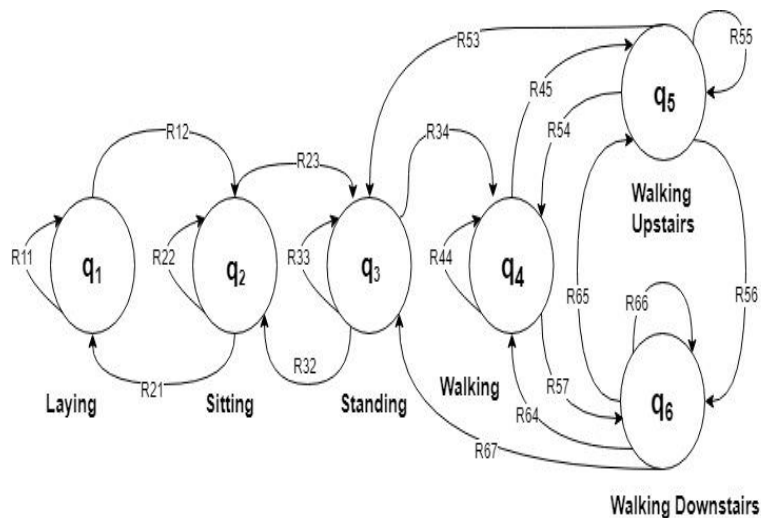 R53
R55
R45
q5
R54
R12
R34
R23
Walking
Upstairs
R11
q1
R22
q2
R33
q3
R44
q4
R65
R66
R56
R21
R32
R57
Laying
Sitting
Standing
Walking
R64
q6
R67
Walking Downstairs